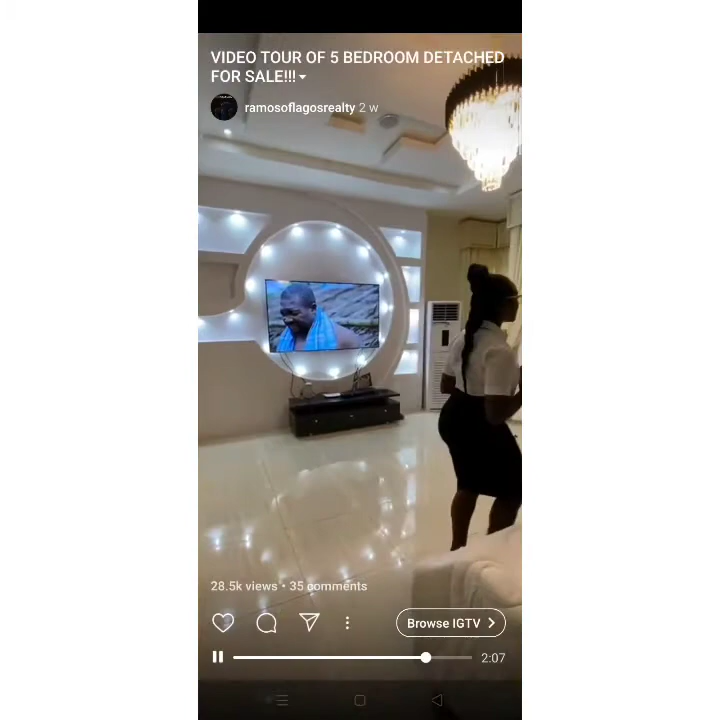 VIDEO TOUR OF 5 BEDROOM DETACHED
FOR SALE!!!
ramosoflagosrealty 2 w
28.5k views • 35 comments
Browse IGTV
2:07